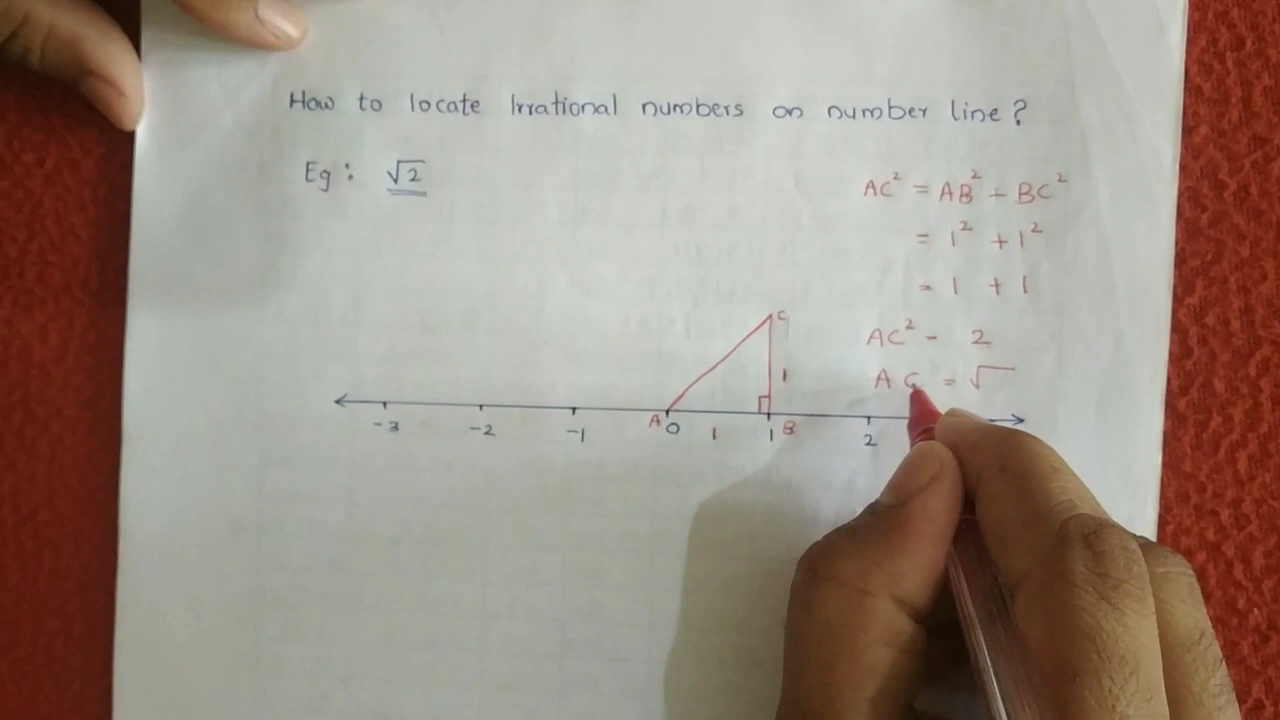 How to locate Irrational numbers on number line?
Eg: √2
AC² = AB² + BC²
= 1² + 1²
= 1 + 1
AC² = 2
AC = √
C
1
-3 -2 -1 A 0 1 1 B 2